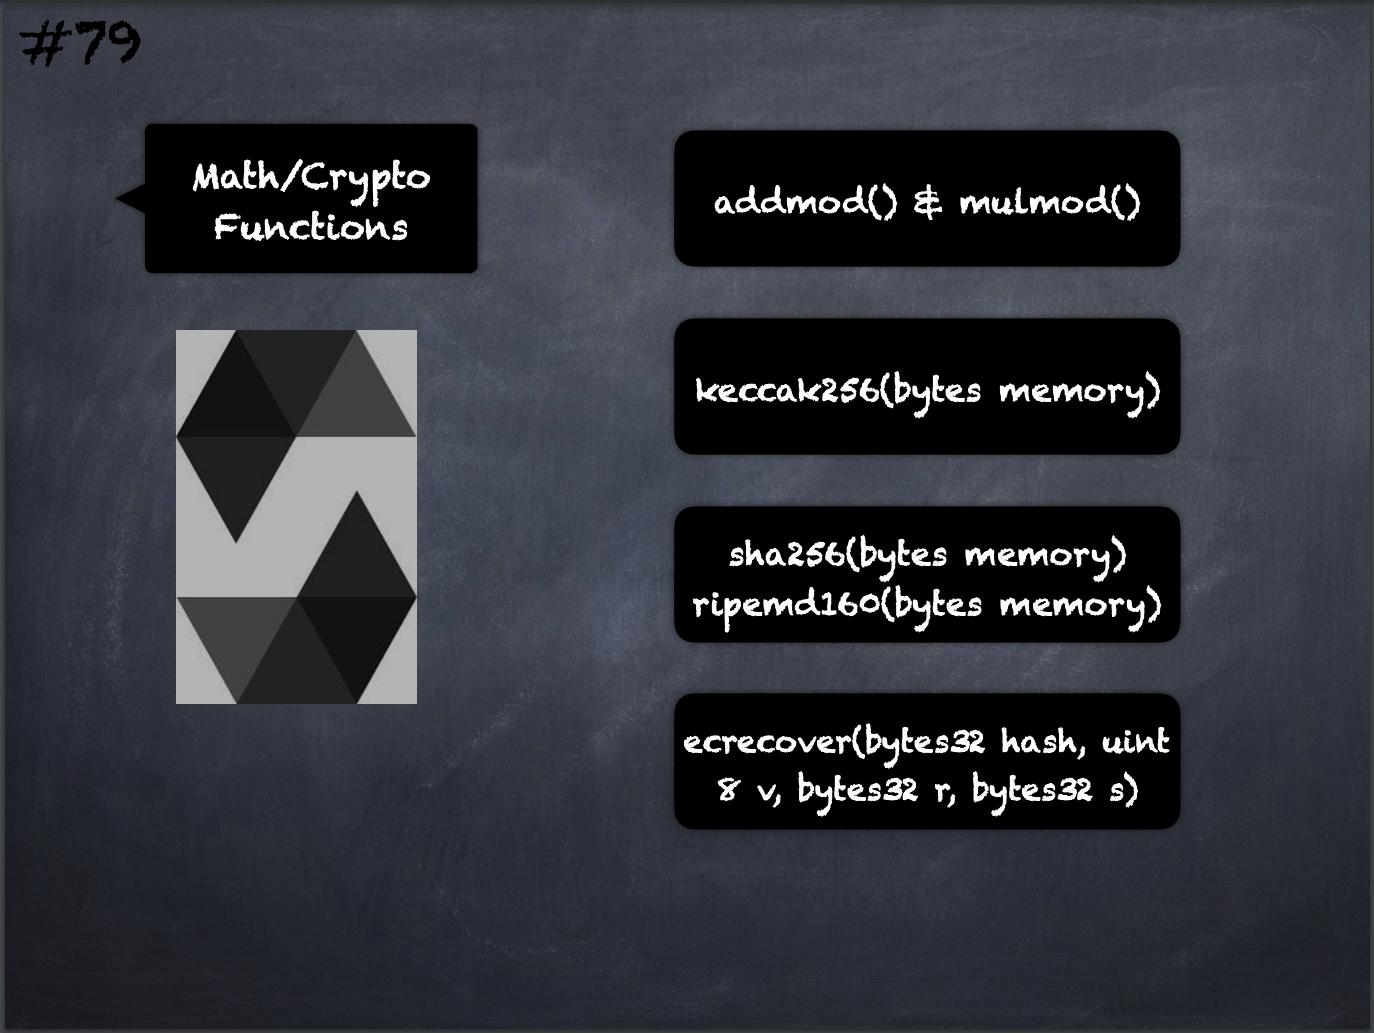 #79
Math/Crypto
Functions
addmod() & mulmod()
keccak256(bytes memory)
sha256(bytes memory)
ripemd160(bytes memory)
ecrecover(bytes32 hash, uint
8 v, bytes32 r, bytes32 s)